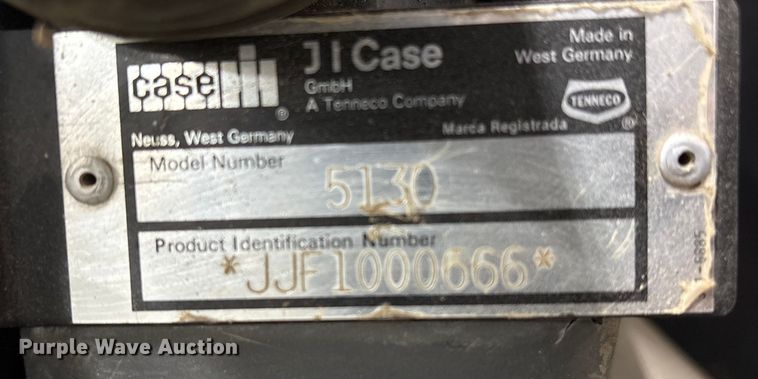 case IH ®
J I Case
GmbH
A Tenneco Company
Made in
West Germany
TENNECO
Marca Registrada ®
Neuss, West Germany
Model Number
5130
Product Identification Number
*JJF1000666*
Purple Wave Auction